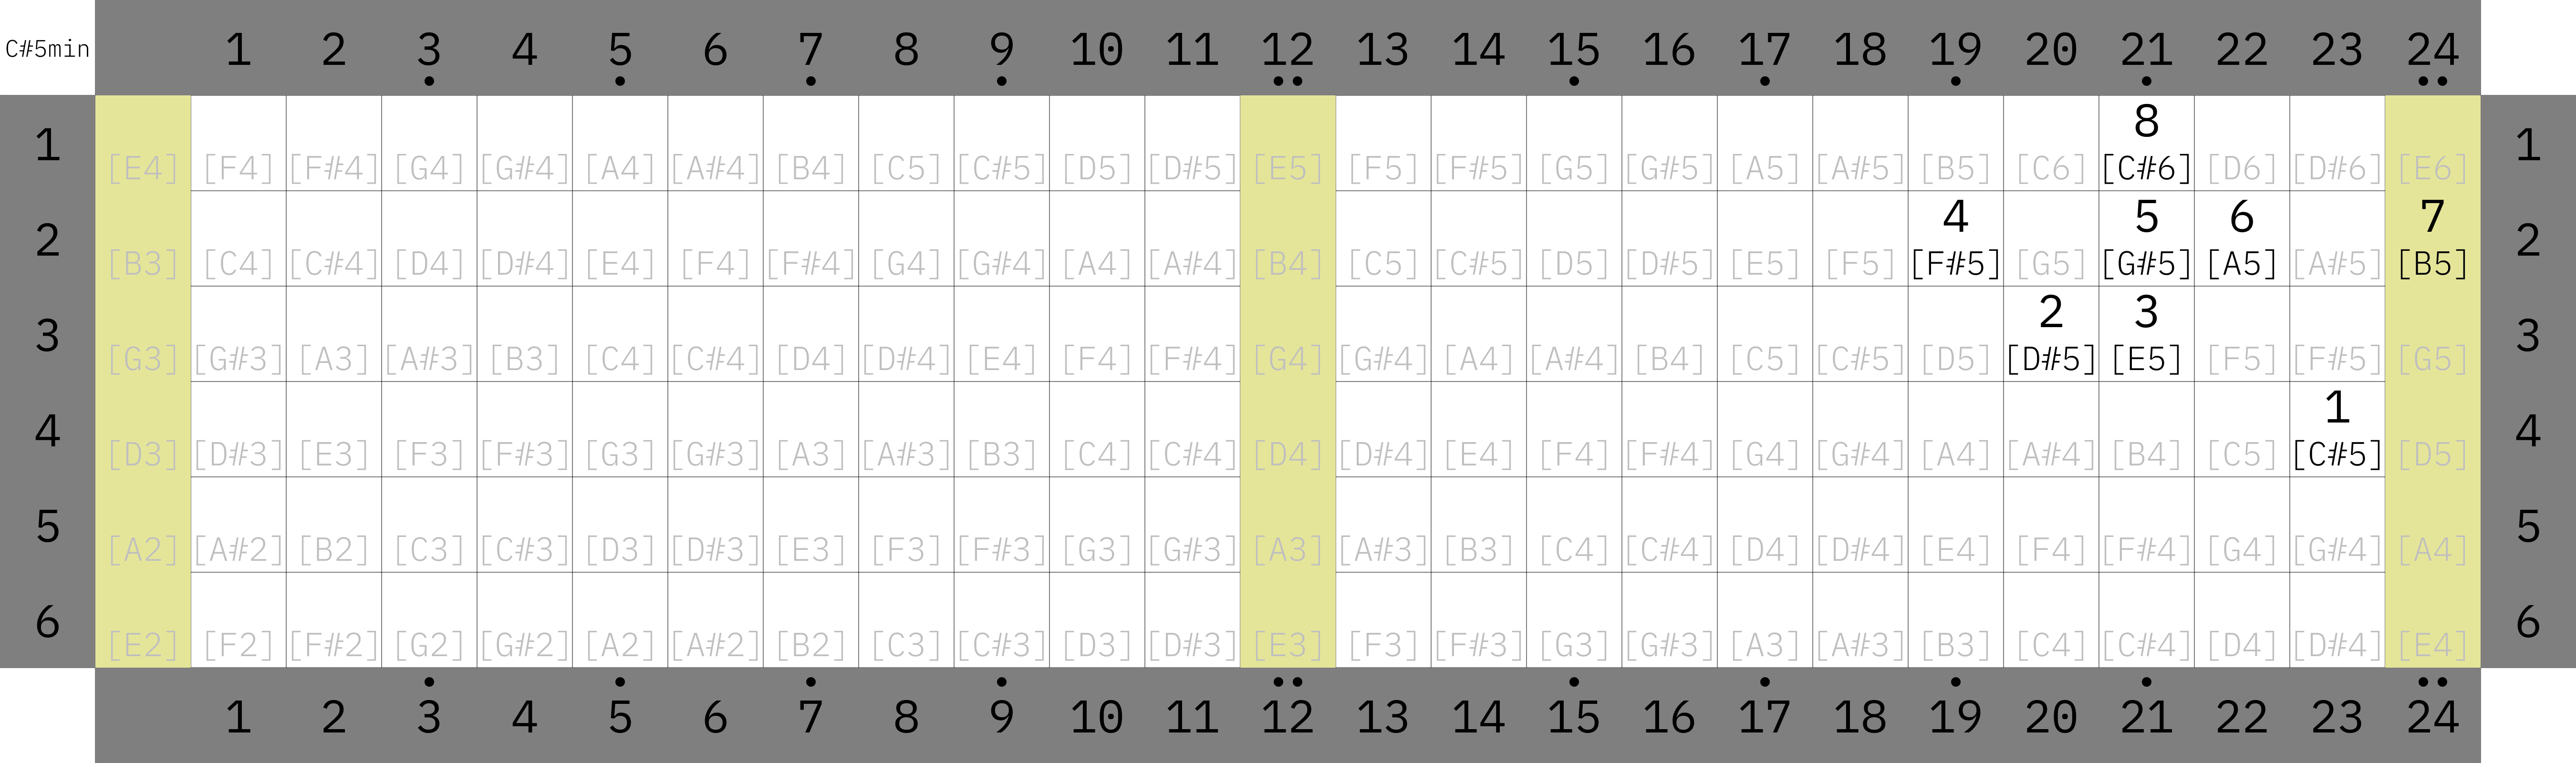 C#5min 1 2 3 4 5 6 7 8 9 10 11 12 13 14 15 16 17 18 19 20 21 22 23 24
8
1 [E4] [F4] [F#4] [G4] [G#4] [A4] [A#4] [B4] [C5] [C#5] [D5] [D#5] [E5] [F5] [F#5] [G5] [G#5] [A5] [A#5] [B5] [C6] [C#6] [D6] [D#6] [E6] 1
4 5 6 7
2 [B3] [C4] [C#4] [D4] [D#4] [E4] [F4] [F#4] [G4] [G#4] [A4] [A#4] [B4] [C5] [C#5] [D5] [D#5] [E5] [F5] [F#5] [G5] [G#5] [A5] [A#5] [B5] 2
2 3
3 [G3] [G#3] [A3] [A#3] [B3] [C4] [C#4] [D4] [D#4] [E4] [F4] [F#4] [G4] [G#4] [A4] [A#4] [B4] [C5] [C#5] [D5] [D#5] [E5] [F5] [F#5] [G5] 3
1
4 [D3] [D#3] [E3] [F3] [F#3] [G3] [G#3] [A3] [A#3] [B3] [C4] [C#4] [D4] [D#4] [E4] [F4] [F#4] [G4] [G#4] [A4] [A#4] [B4] [C5] [C#5] [D5] 4
5 [A2] [A#2] [B2] [C3] [C#3] [D3] [D#3] [E3] [F3] [F#3] [G3] [G#3] [A3] [A#3] [B3] [C4] [C#4] [D4] [D#4] [E4] [F4] [F#4] [G4] [G#4] [A4] 5
6 [E2] [F2] [F#2] [G2] [G#2] [A2] [A#2] [B2] [C3] [C#3] [D3] [D#3] [E3] [F3] [F#3] [G3] [G#3] [A3] [A#3] [B3] [C4] [C#4] [D4] [D#4] [E4] 6
1 2 3 4 5 6 7 8 9 10 11 12 13 14 15 16 17 18 19 20 21 22 23 24